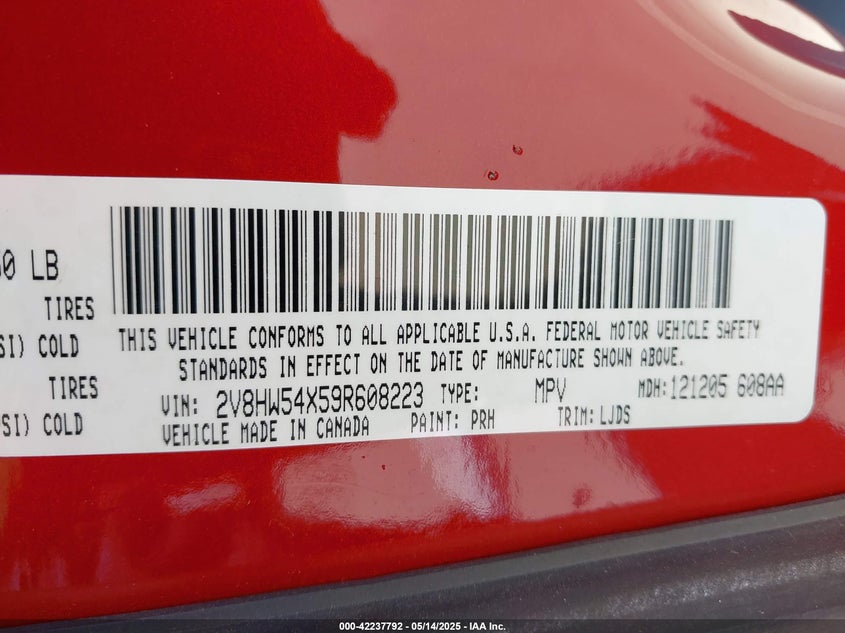 0 LB
TIRES
SI) COLD
TIRES
SI) COLD
THIS VEHICLE CONFORMS TO ALL APPLICABLE U.S.A. FEDERAL MOTOR VEHICLE SAFETY
STANDARDS IN EFFECT ON THE DATE OF MANUFACTURE SHOWN ABOVE.
VIN: 2V8HW54X59R608223 TYPE: MPV MDH: 121205 608AA
VEHICLE MADE IN CANADA PAINT: PRH TRIM: LJDS
000-42237792 - 05/14/2025 - IAA Inc.